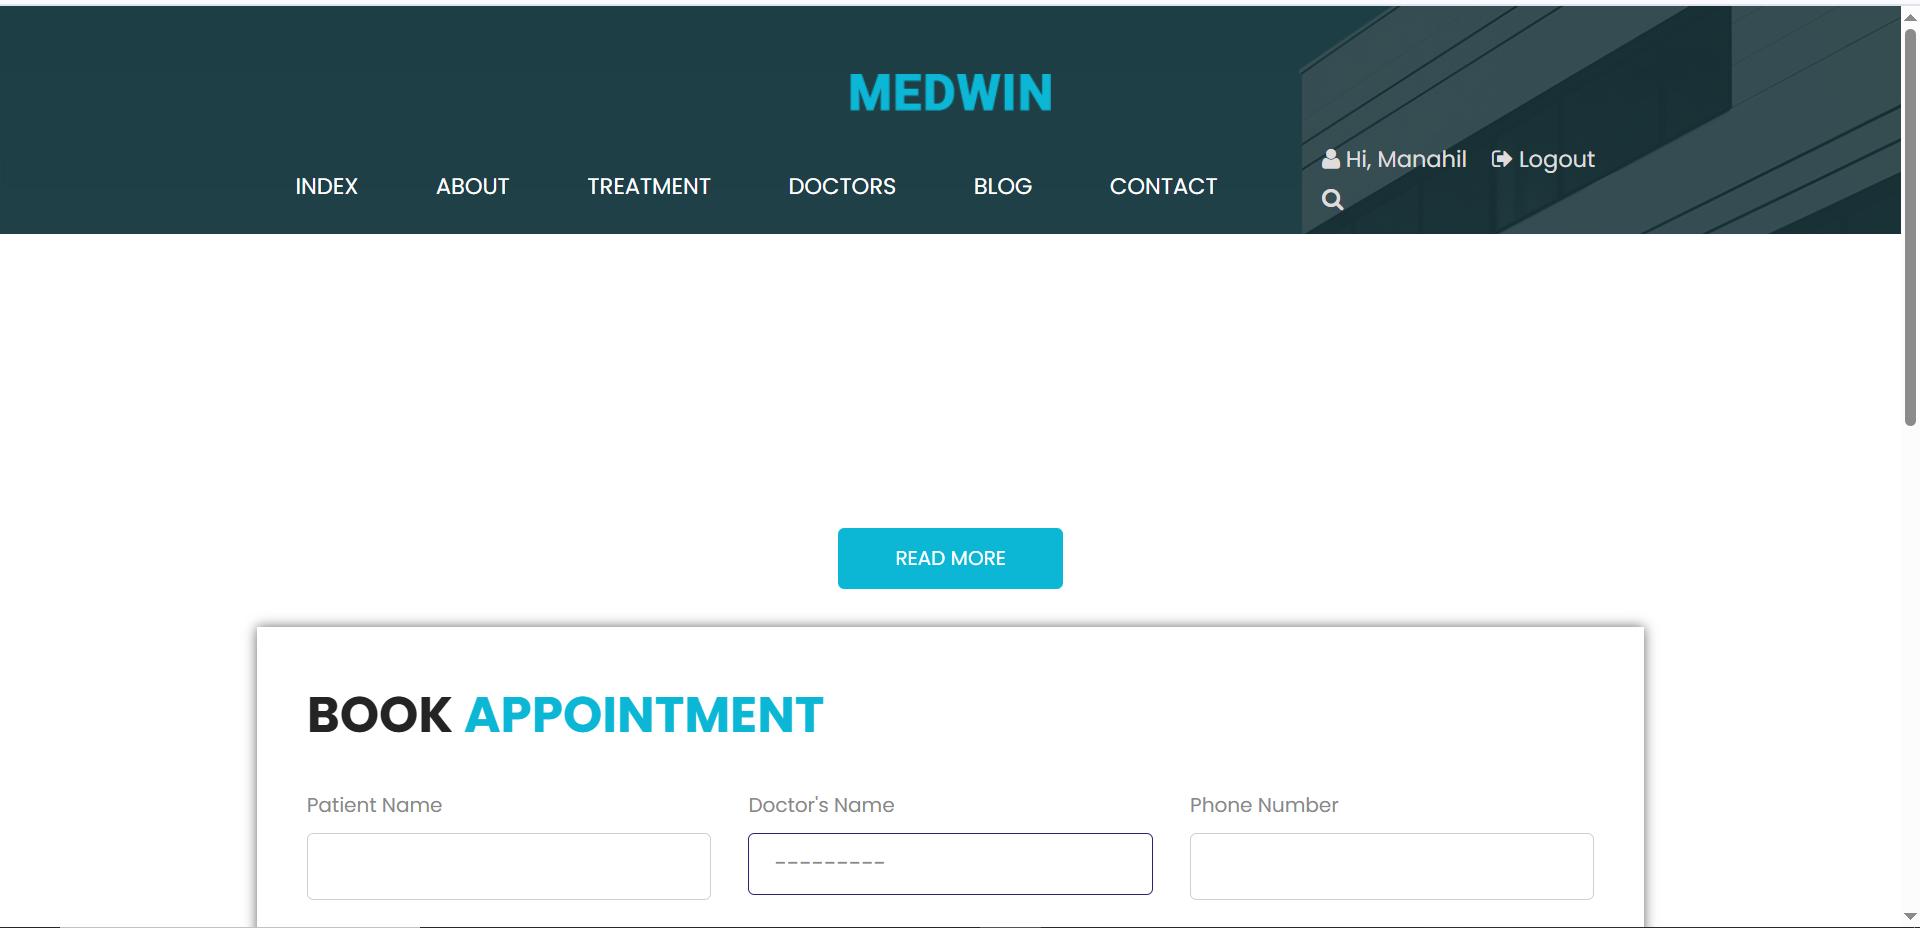 MEDWIN
INDEX ABOUT TREATMENT DOCTORS BLOG CONTACT
Hi, Manahil Logout
READ MORE
BOOK APPOINTMENT
Patient Name Doctor's Name Phone Number
---------